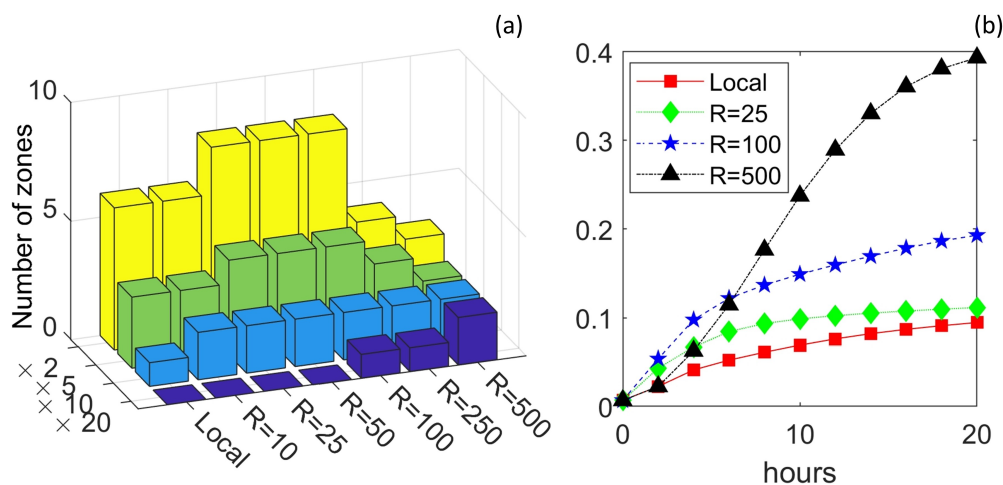 (a)
Number of zones
10
5
0
× 2
× 5
× 10
× 20
Local
R=10
R=25
R=50
R=100
R=250
R=500
(b)
0.4
0.3
0.2
0.1
0
Local
R=25
R=100
R=500
0
10
20
hours